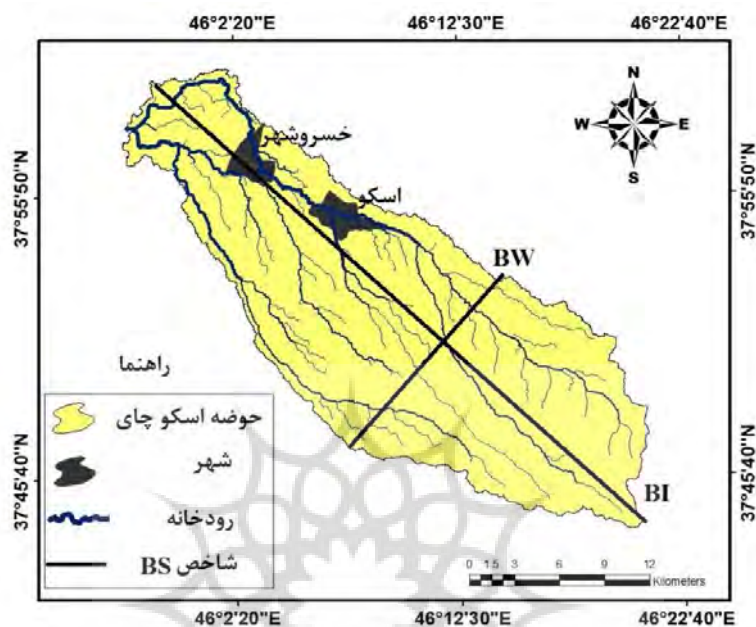 46°2'20"E 46°12'30"E 46°22'40"E
N
W E
S
37°55'50"N 37°55'50"N
خسروشهر
اسکو
BW
BI
37°45'40"N 37°45'40"N
راهنما
حوضه اسکو چای
شهر
رودخانه
شاخص BS
0 1.5 3 6 9 12
Kilometers
46°2'20"E 46°12'30"E 46°22'40"E